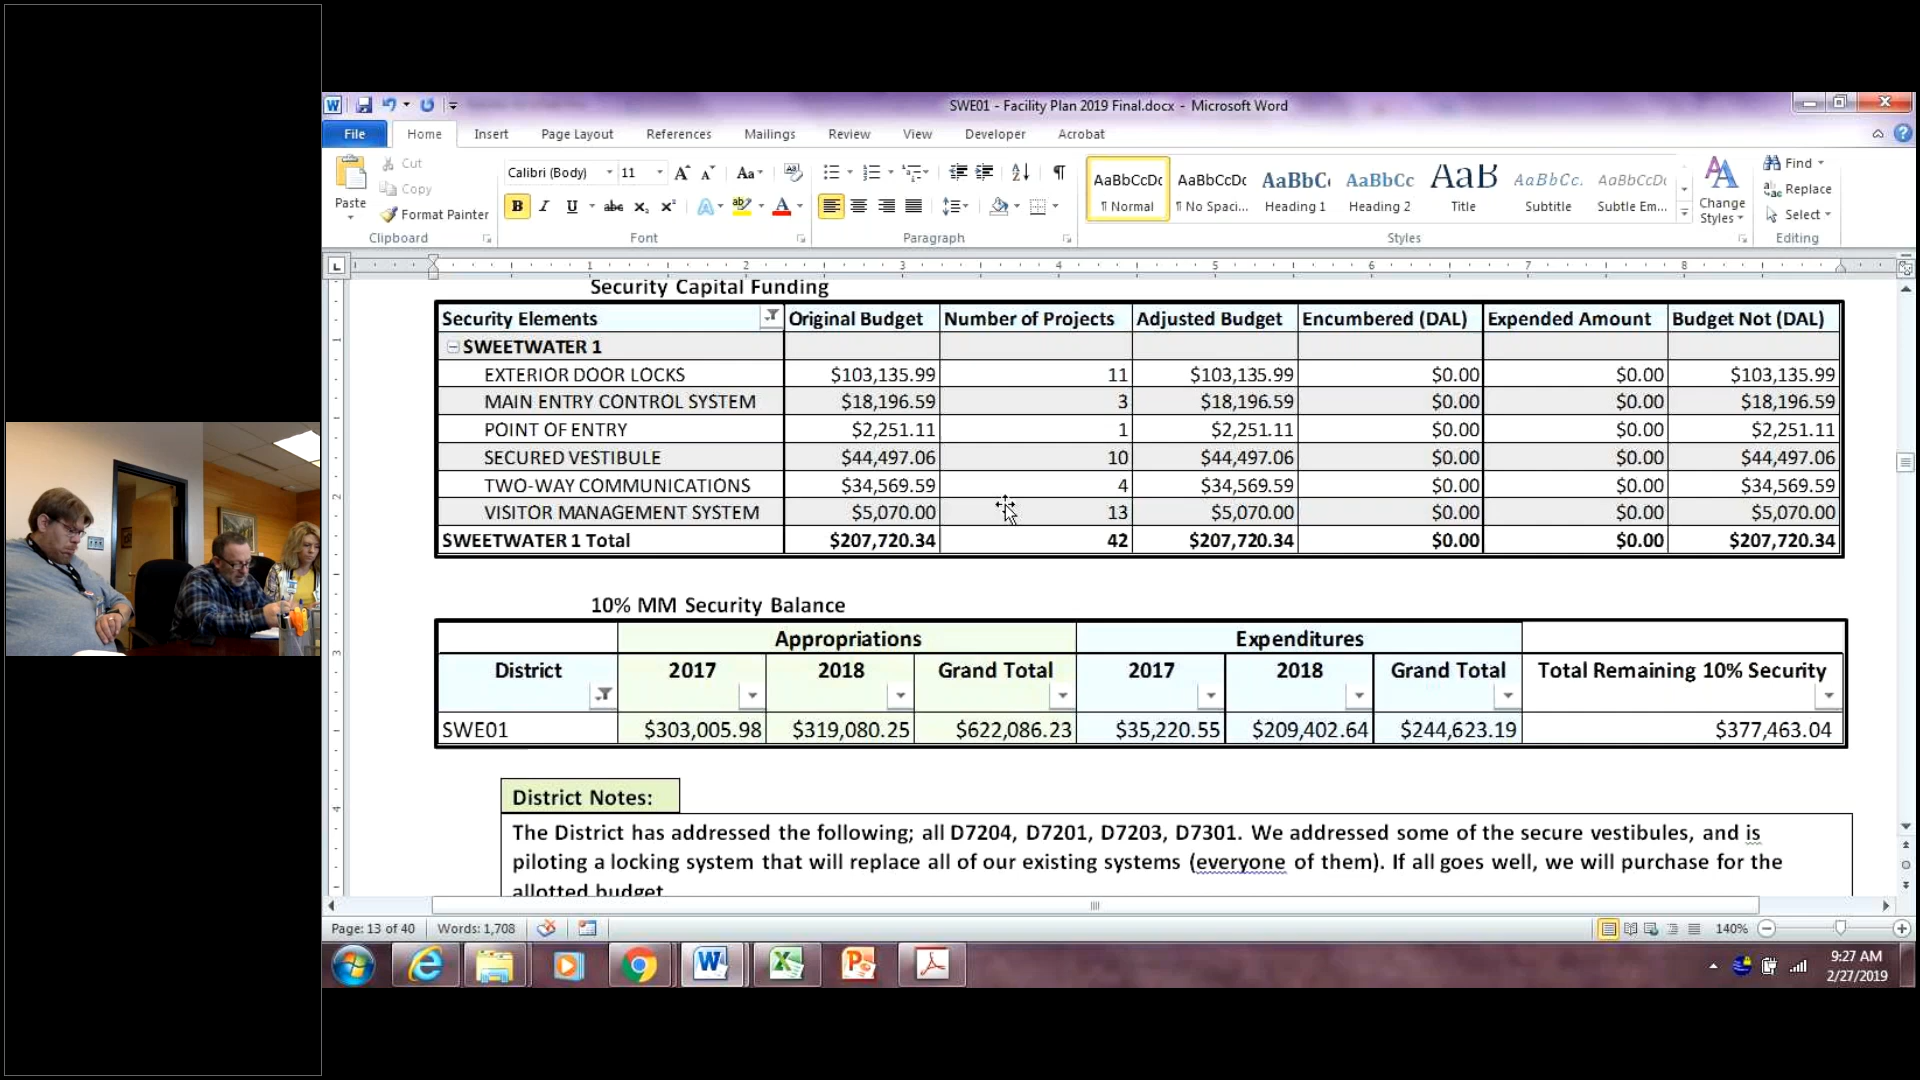 SWE01 - Facility Plan 2019 Final.docx - Microsoft Word
File Home Insert Page Layout References Mailings Review View Developer Acrobat
Paste Cut Copy Format Painter
Calibri (Body) 11
AaBbCcDc AaBbCcDc AaBbC AaBbCc AaB AaBbCc. AaBbCcDc
¶ Normal ¶ No Spaci... Heading 1 Heading 2 Title Subtitle Subtle Em...
Change Styles
Find
Replace
Select
Clipboard Font Paragraph Styles Editing
Security Capital Funding
Security Elements Original Budget Number of Projects Adjusted Budget Encumbered (DAL) Expended Amount Budget Not (DAL)
SWEETWATER 1
EXTERIOR DOOR LOCKS $103,135.99 11 $103,135.99 $0.00 $0.00 $103,135.99
MAIN ENTRY CONTROL SYSTEM $18,196.59 3 $18,196.59 $0.00 $0.00 $18,196.59
POINT OF ENTRY $2,251.11 1 $2,251.11 $0.00 $0.00 $2,251.11
SECURED VESTIBULE $44,497.06 10 $44,497.06 $0.00 $0.00 $44,497.06
TWO-WAY COMMUNICATIONS $34,569.59 4 $34,569.59 $0.00 $0.00 $34,569.59
VISITOR MANAGEMENT SYSTEM $5,070.00 13 $5,070.00 $0.00 $0.00 $5,070.00
SWEETWATER 1 Total $207,720.34 42 $207,720.34 $0.00 $0.00 $207,720.34
10% MM Security Balance
Appropriations Expenditures
District 2017 2018 Grand Total 2017 2018 Grand Total Total Remaining 10% Security
SWE01 $303,005.98 $319,080.25 $622,086.23 $35,220.55 $209,402.64 $244,623.19 $377,463.04
District Notes:
The District has addressed the following; all D7204, D7201, D7203, D7301. We addressed some of the secure vestibules, and is
piloting a locking system that will replace all of our existing systems (everyone of them). If all goes well, we will purchase for the
allotted budget.
Page: 13 of 40 Words: 1,708 140%
9:27 AM
2/27/2019